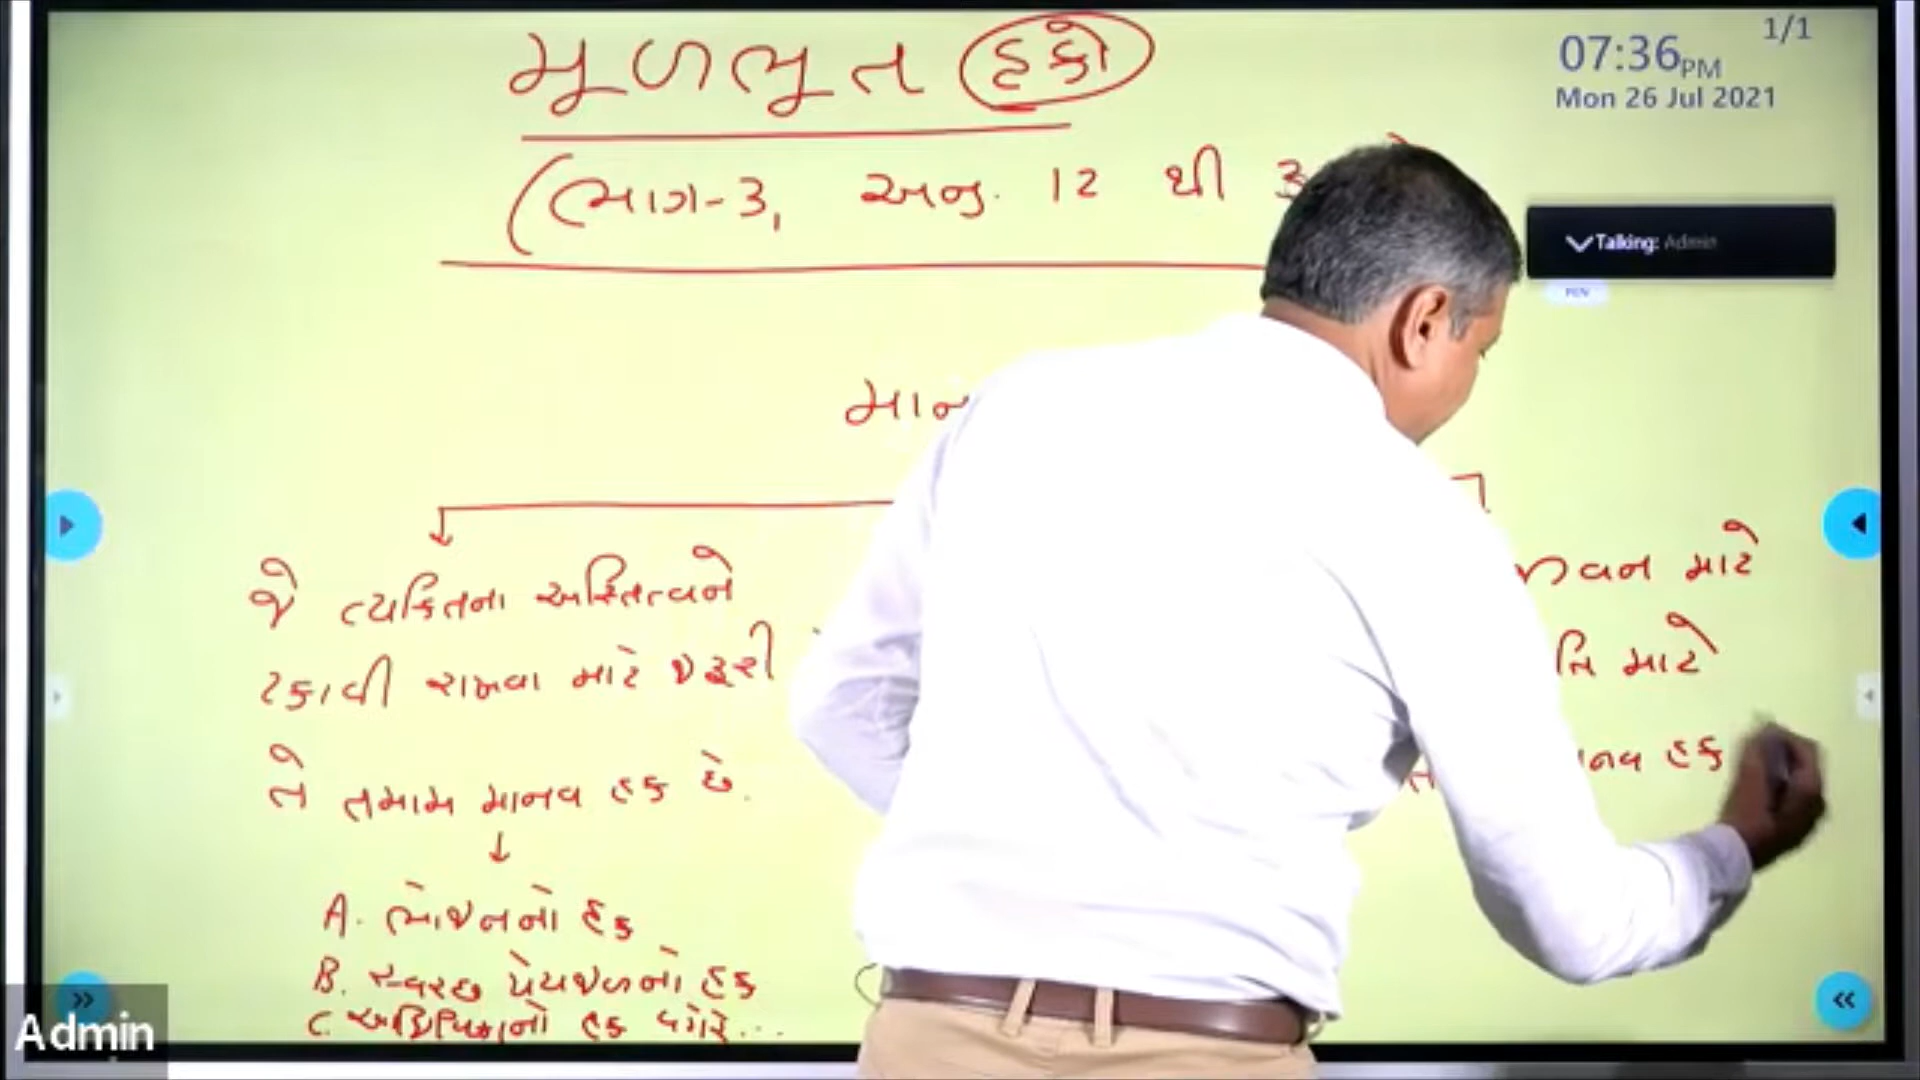 મૂળભૂત હકો
1/1
07:36PM
Mon 26 Jul 2021
(ભાગ-3, અનુ. 12 થી 3
Talking: Admin
માન
જે વ્યક્તિના અસ્તિત્વને
ટકાવી રાખવા માટે જરૂરી
તે તમામ માનવ હક છે.
વન માટે
માટે
નવ હક
A. ભોજનનો હક
B. સ્વચ્છ પેયજળનો હક
C. અભિવ્યક્તિનો હક વગેરે...
Admin